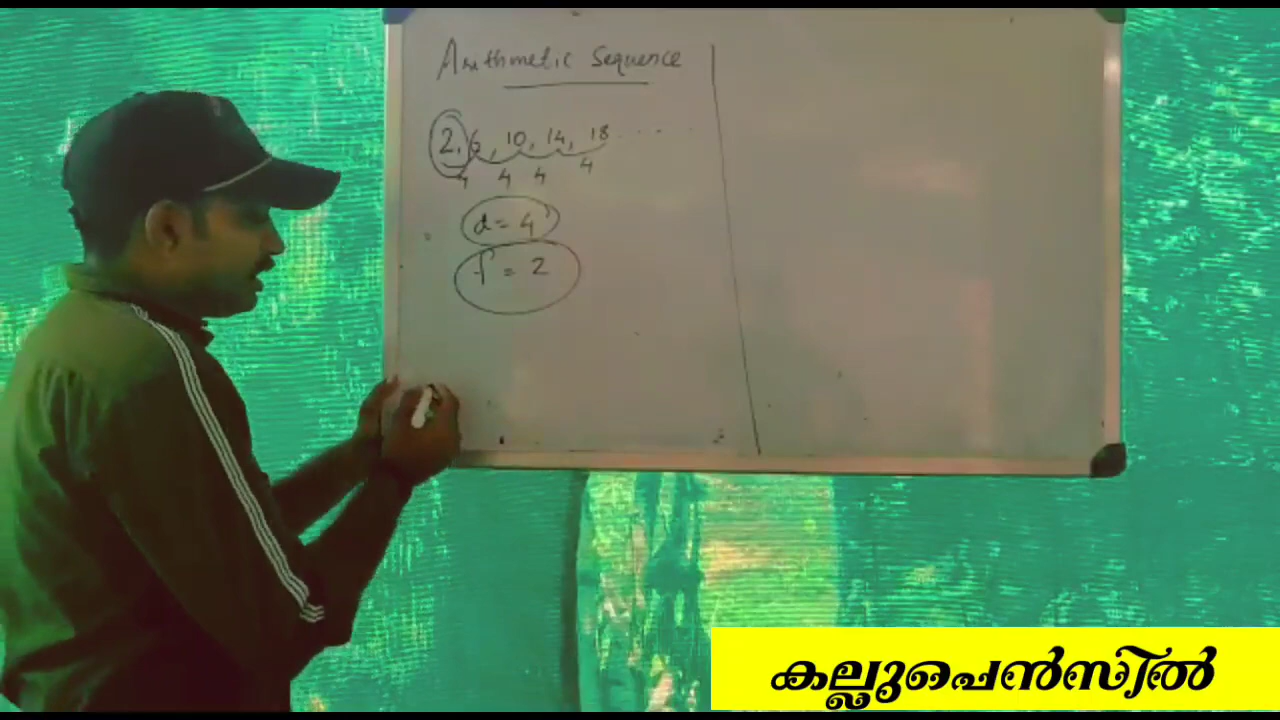 Arithmetic Sequence
2, 6, 10, 14, 18 .....
4 4 4 4
d = 4
f = 2
കല്ലുപെൻസിൽ